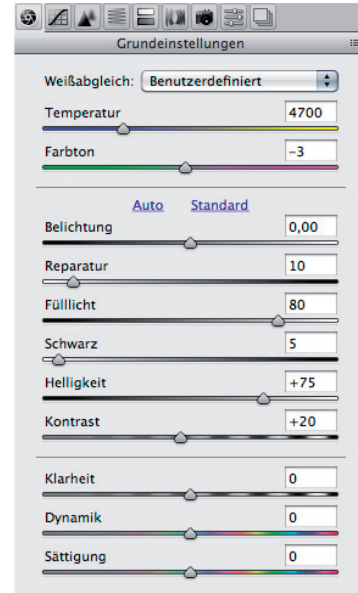 Grundeinstellungen
Weißabgleich: Benutzerdefiniert
Temperatur 4700
Farbton -3
Auto Standard
Belichtung 0,00
Reparatur 10
Fülllicht 80
Schwarz 5
Helligkeit +75
Kontrast +20
Klarheit 0
Dynamik 0
Sättigung 0